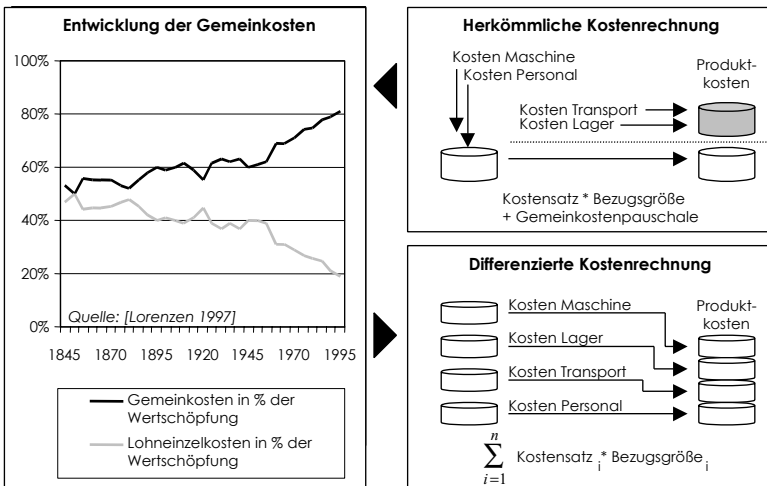 Entwicklung der Gemeinkosten
100%
80%
60%
40%
20%
0%
Quelle: [Lorenzen 1997]
1845 1870 1895 1920 1945 1970 1995
Gemeinkosten in % der
Wertschöpfung
Lohneinzelkosten in % der
Wertschöpfung
Herkömmliche Kostenrechnung
Kosten Maschine
Kosten Personal
Produkt-
kosten
Kosten Transport
Kosten Lager
Kostensatz * Bezugsgröße
+ Gemeinkostenpauschale
Differenzierte Kostenrechnung
Kosten Maschine
Produkt-
kosten
Kosten Lager
Kosten Transport
Kosten Personal
n
∑ Kostensatz i * Bezugsgröße i
i=1